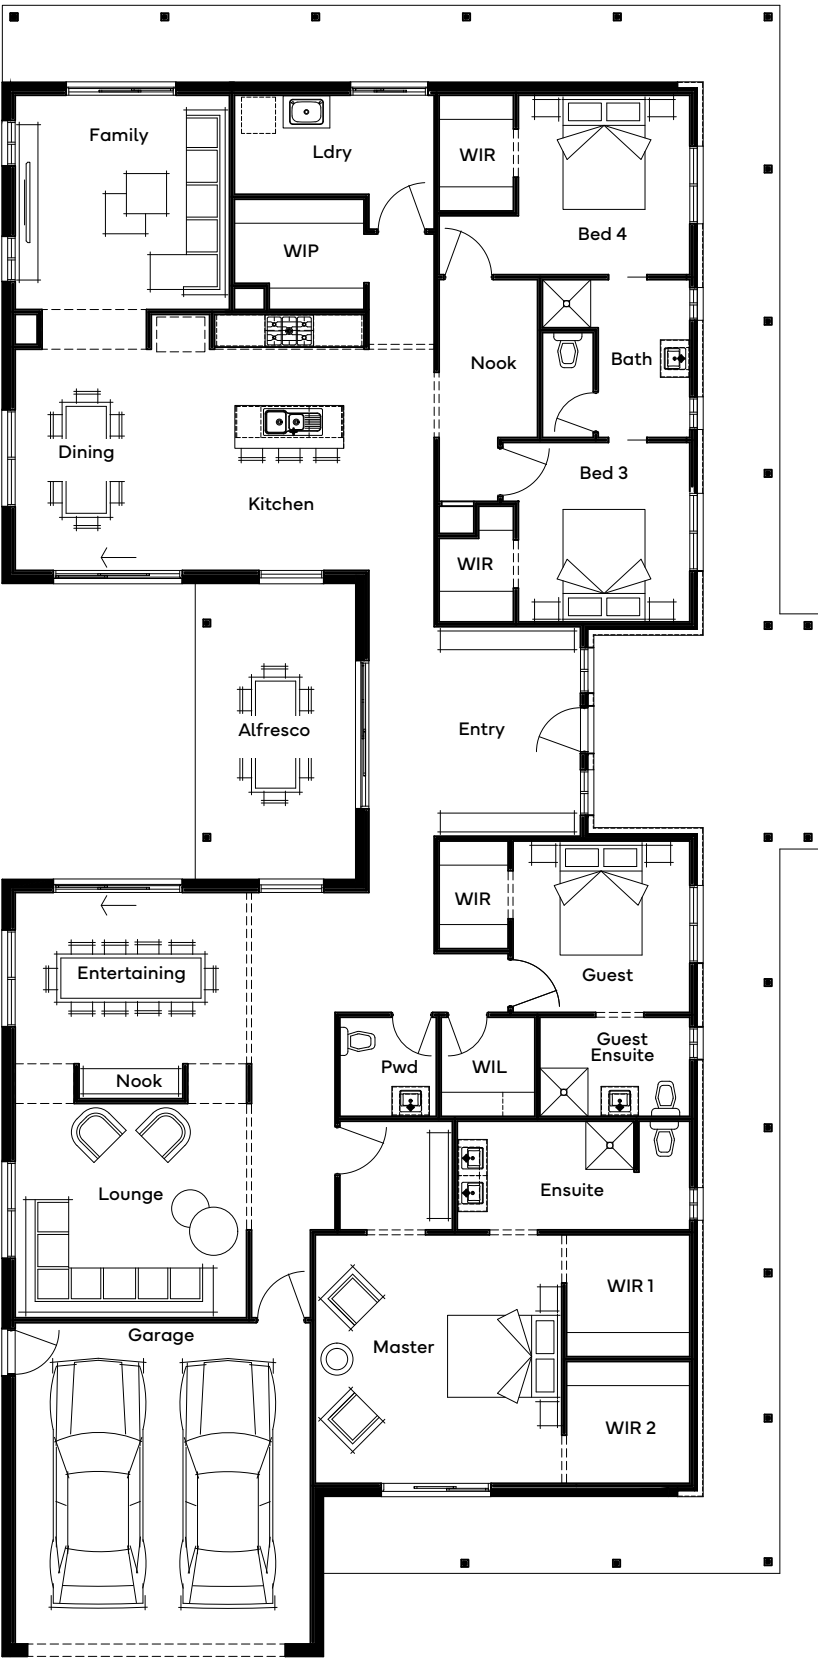 Family
Ldry
WIR
Bed 4
WIP
Nook
Bath
Dining
Bed 3
Kitchen
WIR
Alfresco
Entry
WIR
Entertaining
Guest
Guest
Ensuite
Pwd
WIL
Nook
Lounge
Ensuite
WIR 1
Garage
Master
WIR 2